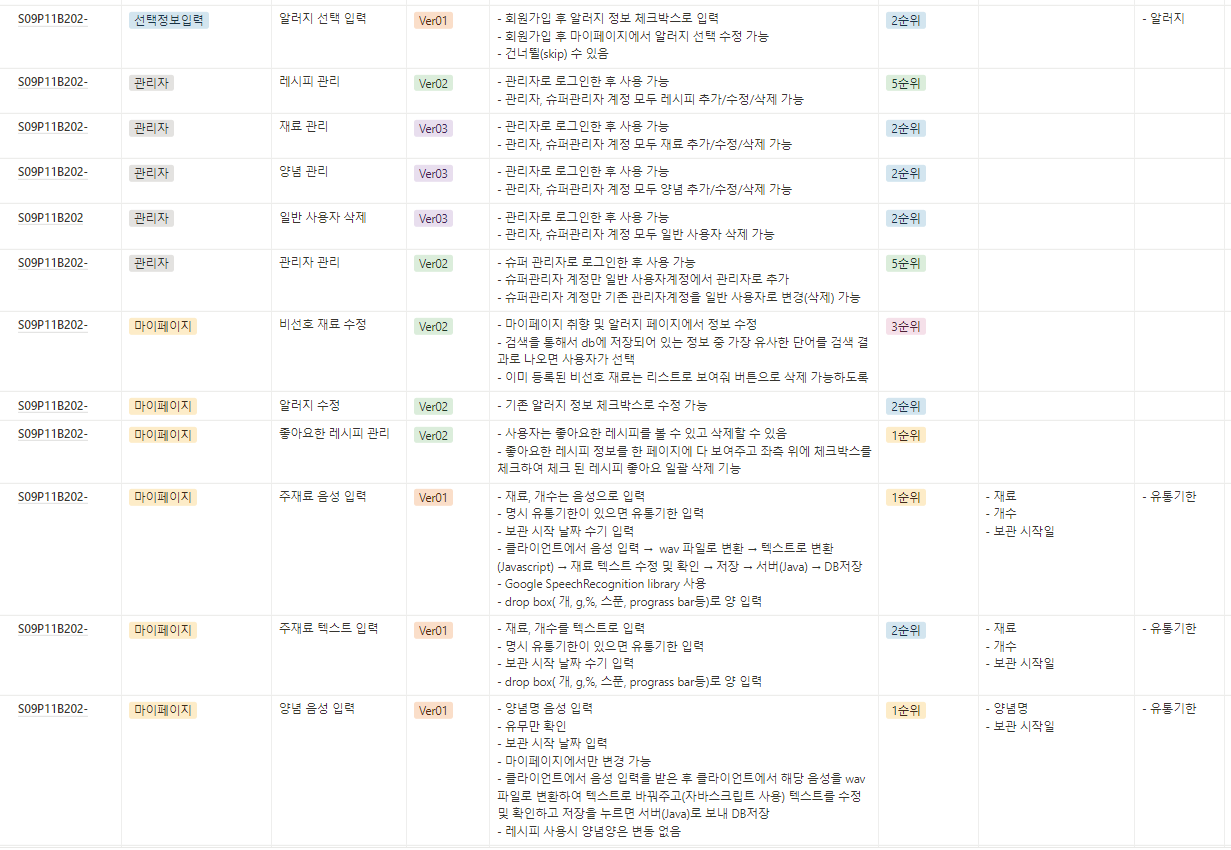 S09P11B202-
선택정보입력
알러지 선택 입력
Ver01
- 회원가입 후 알러지 정보 체크박스로 입력
- 회원가입 후 마이페이지에서 알러지 선택 수정 가능
- 건너뛸(skip) 수 있음
2순위
- 알러지
S09P11B202-
관리자
레시피 관리
Ver02
- 관리자로 로그인한 후 사용 가능
- 관리자, 슈퍼관리자 계정 모두 레시피 추가/수정/삭제 가능
5순위
S09P11B202-
관리자
재료 관리
Ver03
- 관리자로 로그인한 후 사용 가능
- 관리자, 슈퍼관리자 계정 모두 재료 추가/수정/삭제 가능
2순위
S09P11B202-
관리자
양념 관리
Ver03
- 관리자로 로그인한 후 사용 가능
- 관리자, 슈퍼관리자 계정 모두 양념 추가/수정/삭제 가능
2순위
S09P11B202
관리자
일반 사용자 삭제
Ver03
- 관리자로 로그인한 후 사용 가능
- 관리자, 슈퍼관리자 계정 모두 일반 사용자 삭제 가능
2순위
S09P11B202-
관리자
관리자 관리
Ver02
- 슈퍼 관리자로 로그인한 후 사용 가능
- 슈퍼관리자 계정만 일반 사용자계정에서 관리자로 추가
- 슈퍼관리자 계정만 기존 관리자계정을 일반 사용자로 변경(삭제) 가능
5순위
S09P11B202-
마이페이지
비선호 재료 수정
Ver02
- 마이페이지 취향 및 알러지 페이지에서 정보 수정
- 검색을 통해서 db에 저장되어 있는 정보 중 가장 유사한 단어를 검색 결
과로 나오면 사용자가 선택
- 이미 등록된 비선호 재료는 리스트로 보여줘 버튼으로 삭제 가능하도록
3순위
S09P11B202-
마이페이지
알러지 수정
Ver02
- 기존 알러지 정보 체크박스로 수정 가능
2순위
S09P11B202-
마이페이지
좋아요한 레시피 관리
Ver02
- 사용자는 좋아요한 레시피를 볼 수 있고 삭제할 수 있음
- 좋아요한 레시피 정보를 한 페이지에 다 보여주고 좌측 위에 체크박스를
체크하여 체크 된 레시피 좋아요 일괄 삭제 기능
1순위
S09P11B202-
마이페이지
주재료 음성 입력
Ver01
- 재료, 개수는 음성으로 입력
- 명시 유통기한이 있으면 유통기한 입력
- 보관 시작 날짜 수기 입력
- 클라이언트에서 음성 입력 → wav 파일로 변환 → 텍스트로 변환
(Javascript) → 재료 텍스트 수정 및 확인 → 저장 → 서버(Java) → DB저장
- Google SpeechRecognition library 사용
- drop box( 개, g,%, 스푼, prograss bar등)로 양 입력
1순위
- 재료
- 개수
- 보관 시작일
- 유통기한
S09P11B202-
마이페이지
주재료 텍스트 입력
Ver01
- 재료, 개수를 텍스트로 입력
- 명시 유통기한이 있으면 유통기한 입력
- 보관 시작 날짜 수기 입력
- drop box( 개, g,%, 스푼, prograss bar등)로 양 입력
2순위
- 재료
- 개수
- 보관 시작일
- 유통기한
S09P11B202-
마이페이지
양념 음성 입력
Ver01
- 양념명 음성 입력
- 유무만 확인
- 보관 시작 날짜 입력
- 마이페이지에서만 변경 가능
- 클라이언트에서 음성 입력을 받은 후 클라이언트에서 해당 음성을 wav
파일로 변환하여 텍스트로 바꿔주고(자바스크립트 사용) 텍스트를 수정
및 확인하고 저장을 누르면 서버(Java)로 보내 DB저장
- 레시피 사용시 양념양은 변동 없음
1순위
- 양념명
- 보관 시작일
- 유통기한